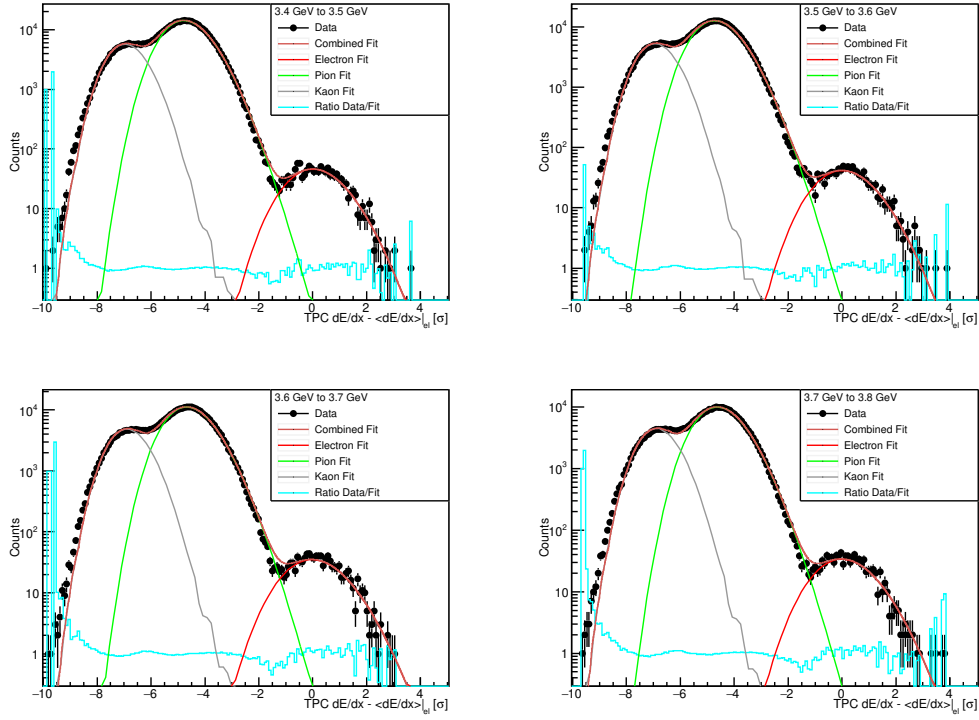 3.4 GeV to 3.5 GeV
Data
Combined Fit
Electron Fit
Pion Fit
Kaon Fit
Ratio Data/Fit
Counts
10⁴
10³
10²
10
1
−10 −8 −6 −4 −2 0 2 4
TPC dE/dx - <dE/dx>|el [σ]
3.5 GeV to 3.6 GeV
Data
Combined Fit
Electron Fit
Pion Fit
Kaon Fit
Ratio Data/Fit
Counts
10⁴
10³
10²
10
1
−10 −8 −6 −4 −2 0 2 4
TPC dE/dx - <dE/dx>|el [σ]
3.6 GeV to 3.7 GeV
Data
Combined Fit
Electron Fit
Pion Fit
Kaon Fit
Ratio Data/Fit
Counts
10⁴
10³
10²
10
1
−10 −8 −6 −4 −2 0 2 4
TPC dE/dx - <dE/dx>|el [σ]
3.7 GeV to 3.8 GeV
Data
Combined Fit
Electron Fit
Pion Fit
Kaon Fit
Ratio Data/Fit
Counts
10⁴
10³
10²
10
1
−10 −8 −6 −4 −2 0 2 4
TPC dE/dx - <dE/dx>|el [σ]